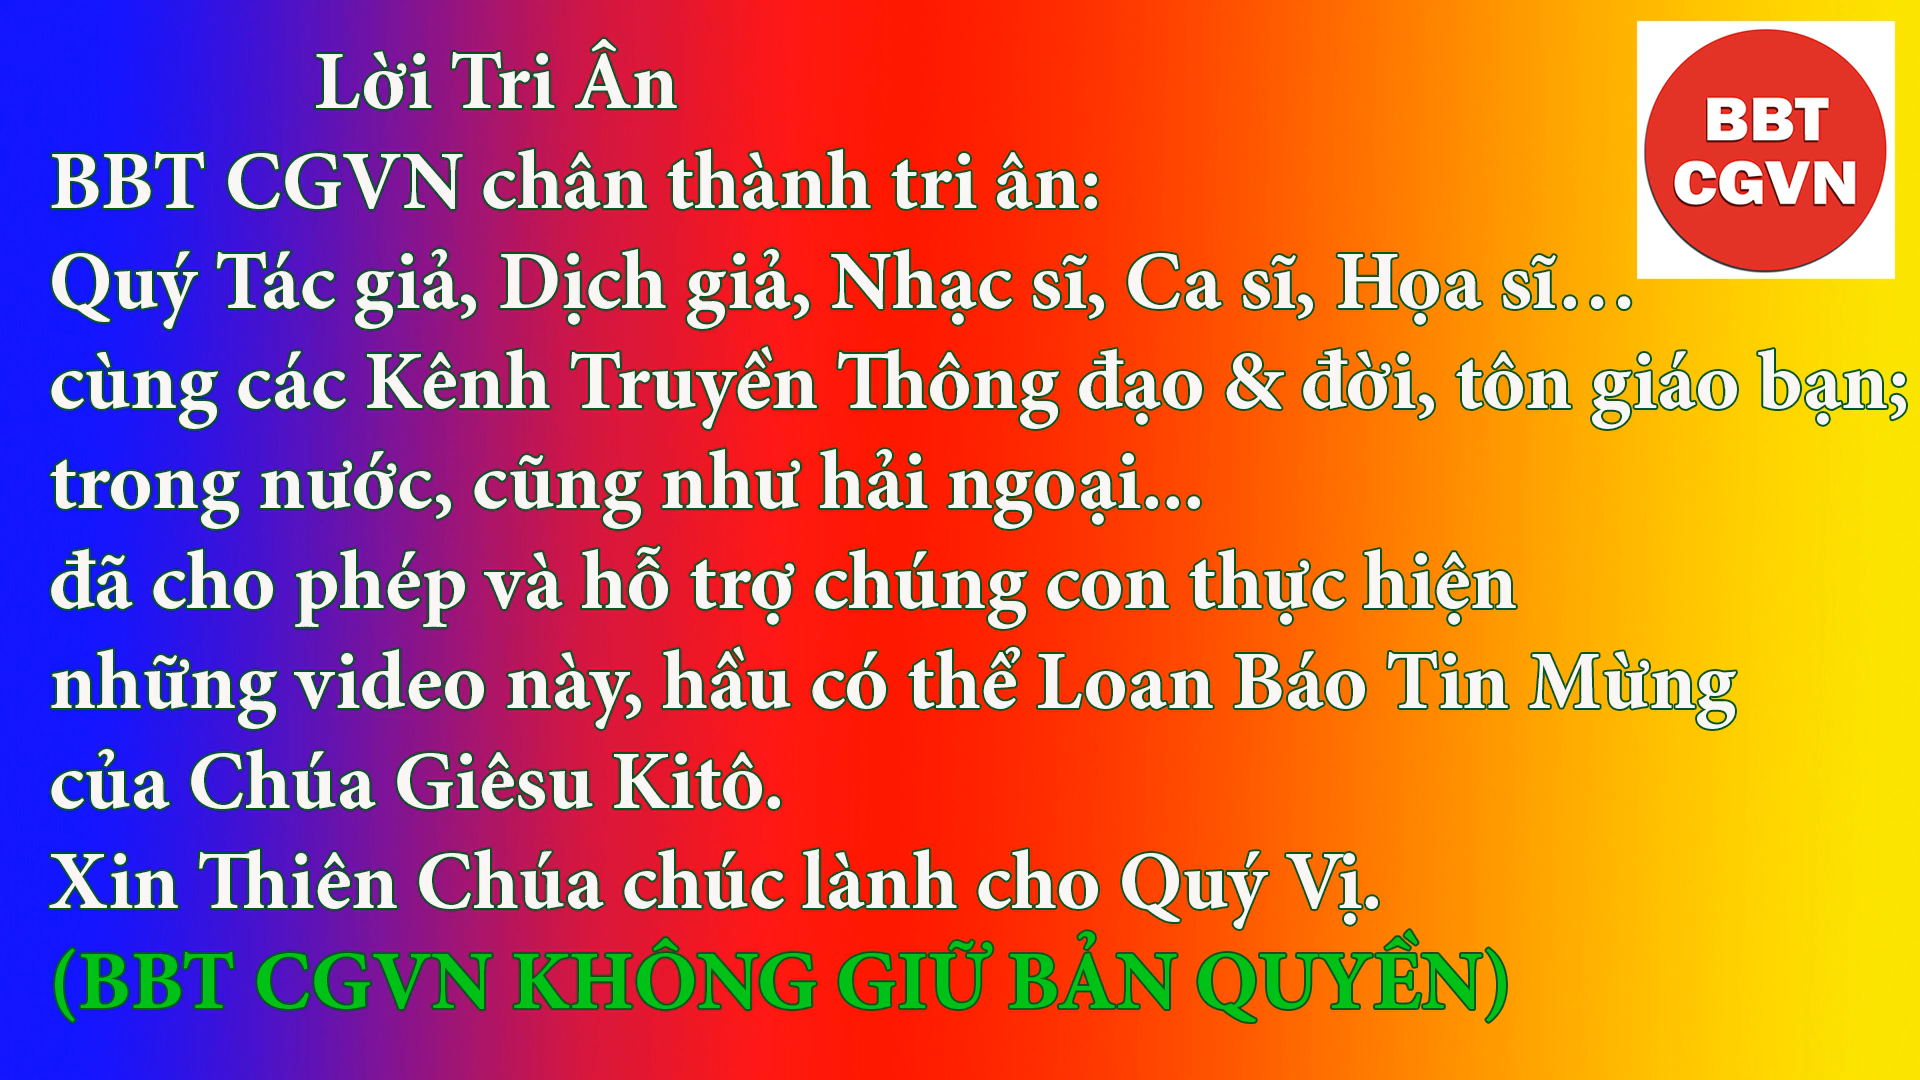 Lời Tri Ân
BBT CGVN chân thành tri ân:
Quý Tác giả, Dịch giả, Nhạc sĩ, Ca sĩ, Họa sĩ…
cùng các Kênh Truyền Thông đạo & đời, tôn giáo bạn;
trong nước, cũng như hải ngoại...
đã cho phép và hỗ trợ chúng con thực hiện
những video này, hầu có thể Loan Báo Tin Mừng
của Chúa Giêsu Kitô.
Xin Thiên Chúa chúc lành cho Quý Vị.
(BBT CGVN KHÔNG GIỮ BẢN QUYỀN)
BBT
CGVN